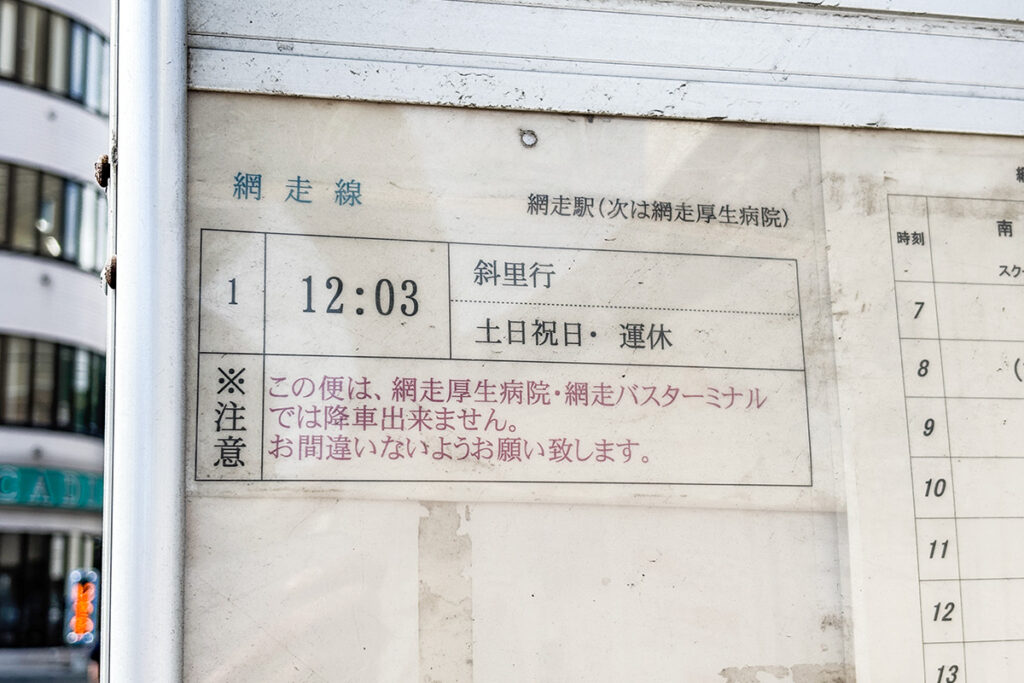 網走線
網走駅(次は網走厚生病院)
1
12:03
斜里行
土日祝日・ 運休
※注意
この便は、網走厚生病院・網走バスターミナル
では降車出来ません。
お間違いないようお願い致します。
時刻
南
スク
7
8
(
9
10
11
12
13
CAD